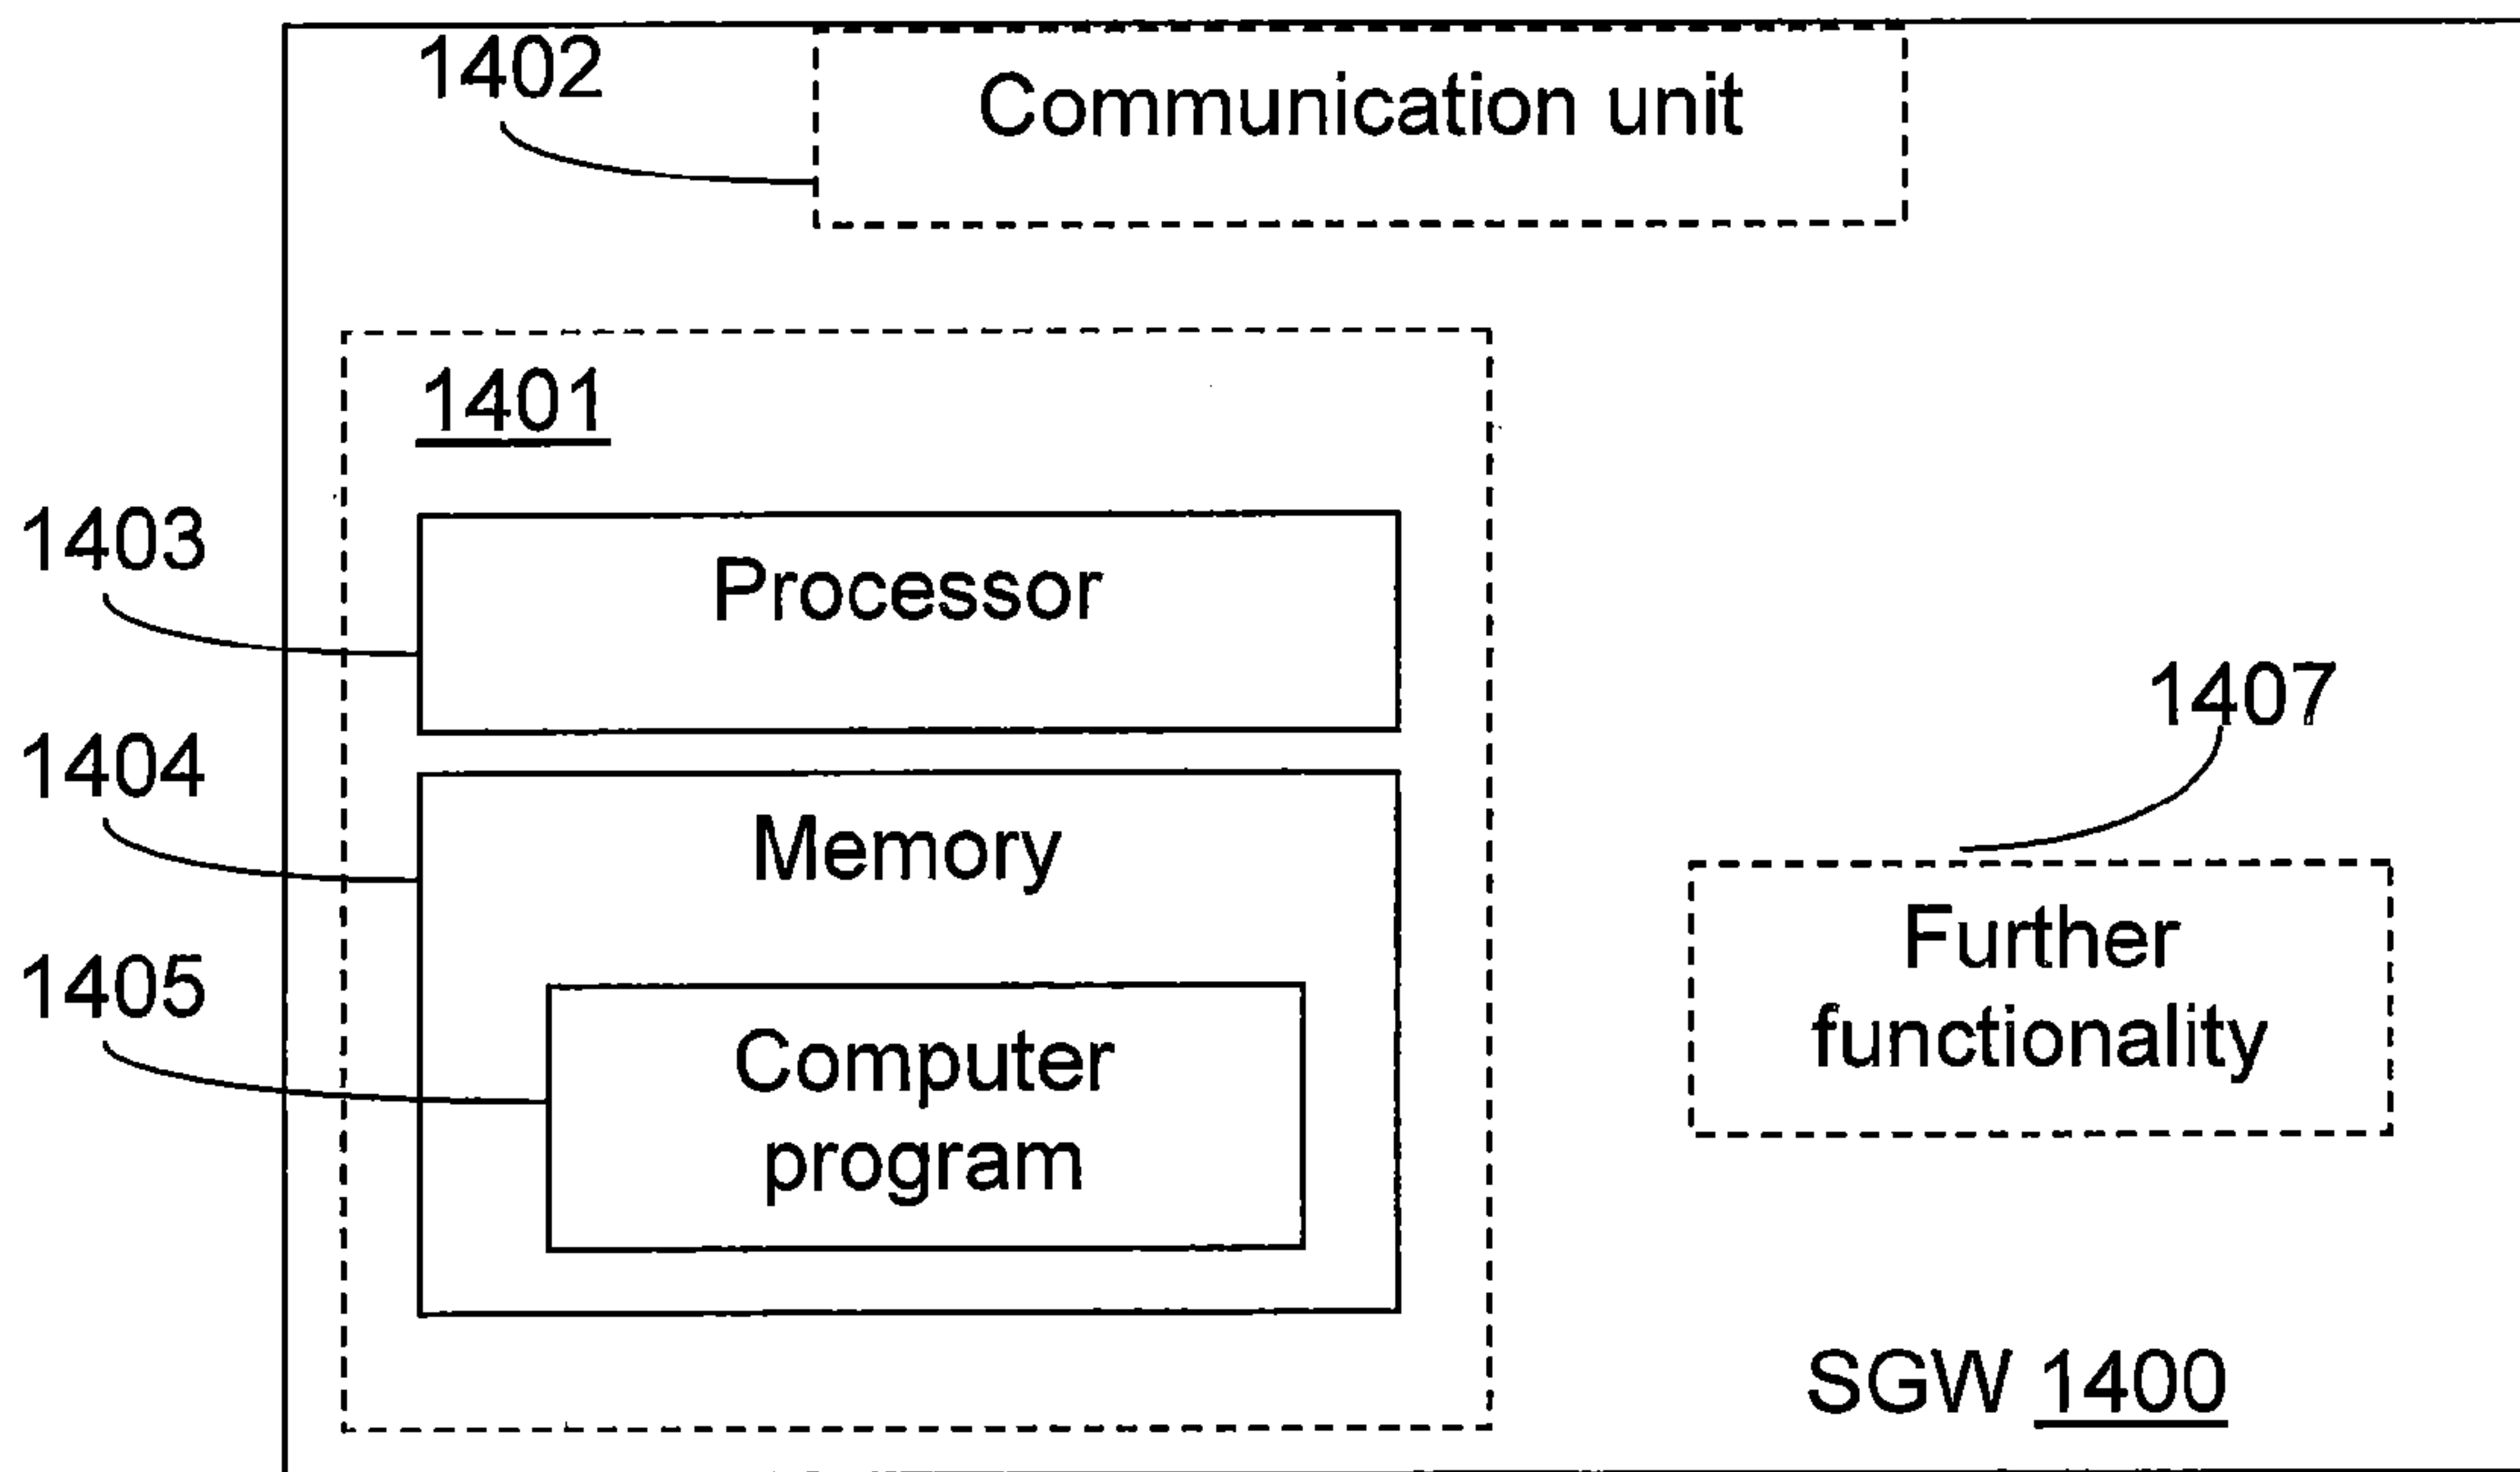 1402
Communication unit
1401
1403
Processor
1404
Memory
1407
Further
functionality
1405
Computer
program
SGW 1400